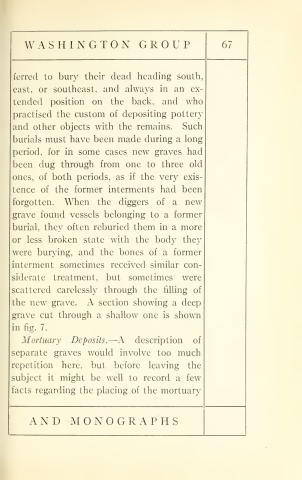 WASHINGTON GROUP 67
ferred to bury their dead heading south,
east, or southeast, and always in an ex-
tended position on the back, and who
practised the custom of depositing pottery
and other objects with the remains. Such
burials must have been made during a long
period, for in some cases new graves had
been dug through from one to three old
ones, of both periods, as if the very exis-
tence of the former interments had been
forgotten. When the diggers of a new
grave found vessels belonging to a former
burial, they often reburied them in a more
or less broken state with the body they
were burying, and the bones of a former
interment sometimes received similar con-
siderate treatment, but sometimes were
scattered carelessly through the filling of
the new grave. A section showing a deep
grave cut through a shallow one is shown
in fig. 7.
Mortuary Deposits.—A description of
separate graves would involve too much
repetition here, but before leaving the
subject it might be well to record a few
facts regarding the placing of the mortuary
AND MONOGRAPHS